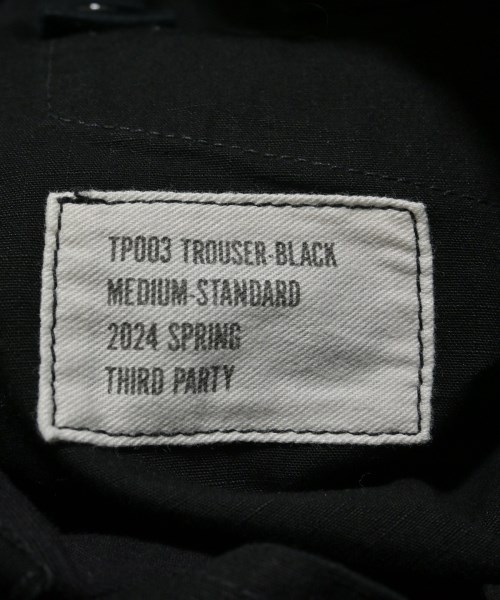 TP003 TROUSER-BLACK
MEDIUM-STANDARD
2024 SPRING
THIRD PARTY